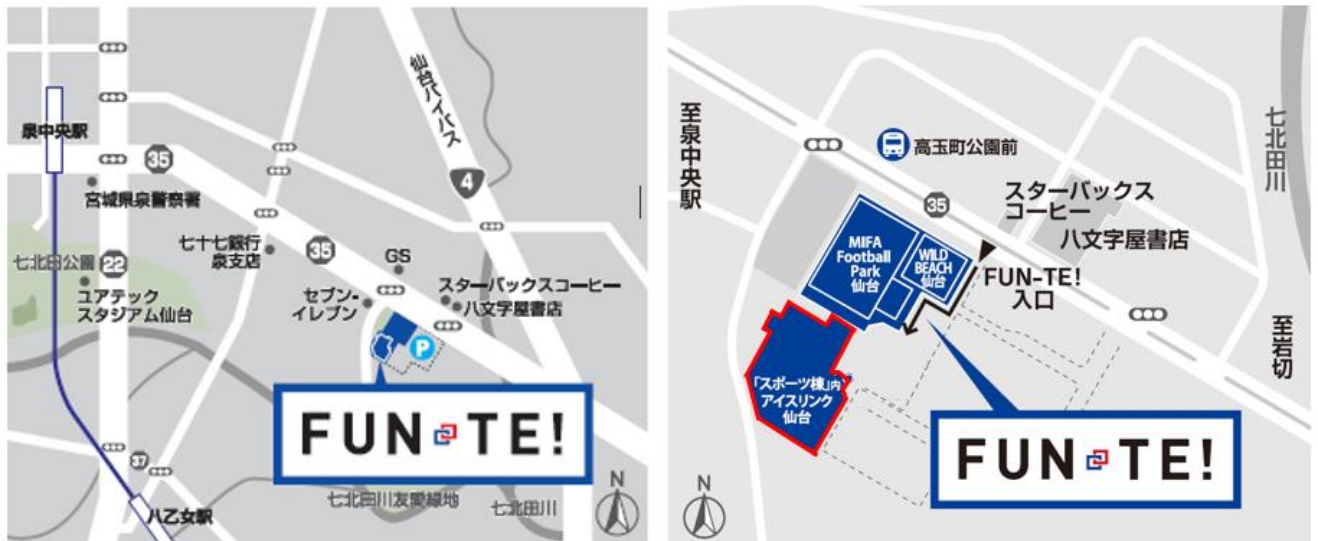 仙台バイパス
泉中央駅
35
4
宮城県泉警察署
七十七銀行
泉支店
35
七北田公園
22
GS
ユアテック
スタジアム仙台
セブン-
イレブン
スターバックスコーヒー
八文字屋書店
P
FUN TE!
37
七北田川友愛緑地
七北田川
八乙女駅
N
至泉中央駅
高玉町公園前
七北田川
35
スターバックス
コーヒー
八文字屋書店
MIFA
Football
Park
仙台
WILD
BEACH
仙台
FUN-TE!
入口
至岩切
「スポーツ棟」内
アイスリンク
仙台
FUN TE!
N